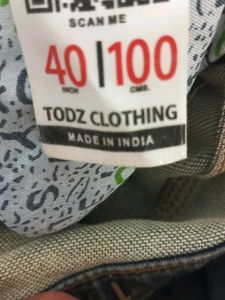 SCAN ME
40 | 100
INCH CMS.
TODZ CLOTHING
MADE IN INDIA